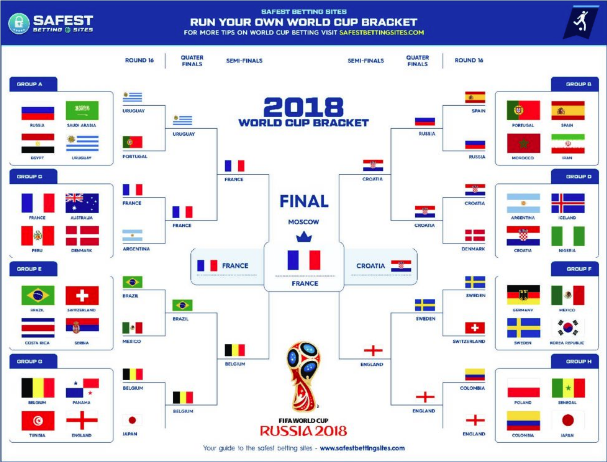 SAFEST
BETTING SITES
SAFEST BETTING SITES
RUN YOUR OWN WORLD CUP BRACKET
FOR MORE TIPS ON WORLD CUP BETTING VISIT SAFESTBETTINGSITES.COM
ROUND 16
QUATER FINALS
SEMI-FINALS
SEMI-FINALS
QUATER FINALS
ROUND 16
2018
WORLD CUP BRACKET
GROUP A
RUSSIA
SAUDI ARABIA
EGYPT
URUGUAY
FRANCE
AUSTRALIA
PERU
DENMARK
GROUP E
BRAZIL
SWITZERLAND
COSTA RICA
SERBIA
BELGIUM
PANAMA
TUNISIA
ENGLAND
URUGUAY
PORTUGAL
FRANCE
ARGENTINA
BRAZIL
MEXICO
BELGIUM
JAPAN
URUGUAY
FRANCE
BRAZIL
BELGIUM
FRANCE
BELGIUM
FINAL
MOSCOW
FRANCE
FRANCE
CROATIA
CROATIA
ENGLAND
RUSSIA
CROATIA
SWEDEN
ENGLAND
SPAIN
RUSSIA
CROATIA
DENMARK
SWEDEN
SWITZERLAND
COLOMBIA
ENGLAND
PORTUGAL
SPAIN
MOROCCO
IRAN
ARGENTINA
ICELAND
CROATIA
NIGERIA
GROUP F
GERMANY
MEXICO
SWEDEN
KOREA REPUBLIC
GROUP H
POLAND
SENEGAL
COLOMBIA
JAPAN
FIFA WORLD CUP
RUSSIA 2018
Your guide to the safest betting sites - www.safestbettingsites.com